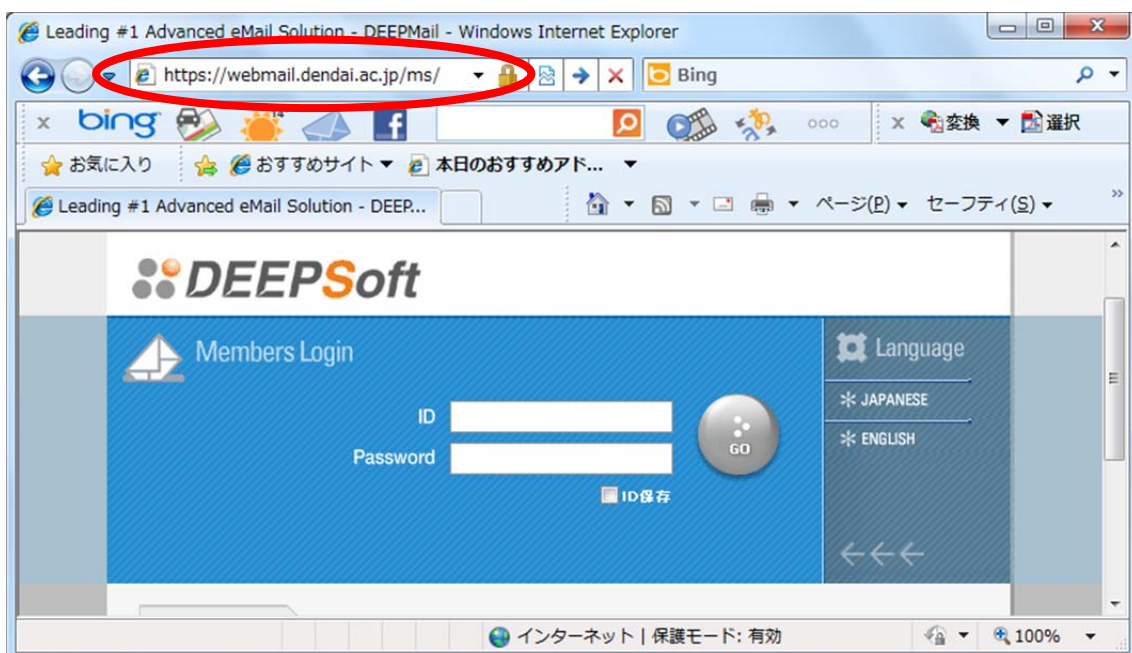 Leading #1 Advanced eMail Solution - DEEPMail - Windows Internet Explorer
https://webmail.dendai.ac.jp/ms/ Bing
x bing 14 f x 変換 選択
お気に入り おすすめサイト 本日のおすすめアド...
Leading #1 Advanced eMail Solution - DEEP... ページ(P) セーフティ(S) »
DEEPSoft
Members Login
Language
ID
JAPANESE
Password
GO
ENGLISH
ID保存
インターネット | 保護モード: 有効 100%